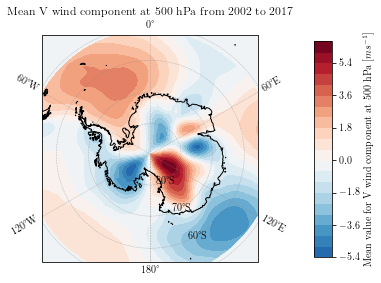 Mean V wind component at 500 hPa from 2002 to 2017
0°
60°W
60°E
80°S
70°S
60°S
120°W
120°E
180°
5.4
3.6
1.8
0.0
−1.8
−3.6
−5.4
Mean value for V wind component at 500 hPa [ms⁻¹]